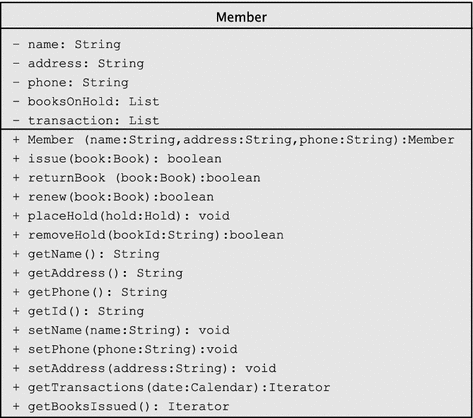 Member
- name: String
- address: String
- phone: String
- booksOnHold: List
- transaction: List
+ Member (name:String,address:String,phone:String):Member
+ issue(book:Book): boolean
+ returnBook (book:Book):boolean
+ renew(book:Book):boolean
+ placeHold(hold:Hold): void
+ removeHold(bookId:String):boolean
+ getName(): String
+ getAddress(): String
+ getPhone(): String
+ getId(): String
+ setName(name:String): void
+ setPhone(phone:String):void
+ setAddress(address:String): void
+ getTransactions(date:Calendar):Iterator
+ getBooksIssued(): Iterator